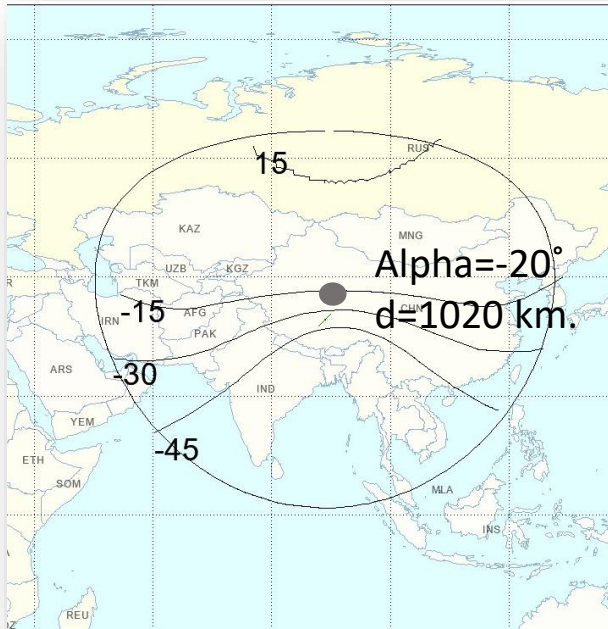 15
RUS
KAZ
MNG
Alpha=-20˚
UZB
KGZ
TKM
d=1020 km.
CHN
AFG
-15
IRN
PAK
-30
ARS
IND
YEM
-45
ETH
SOM
MLA
INS
REU